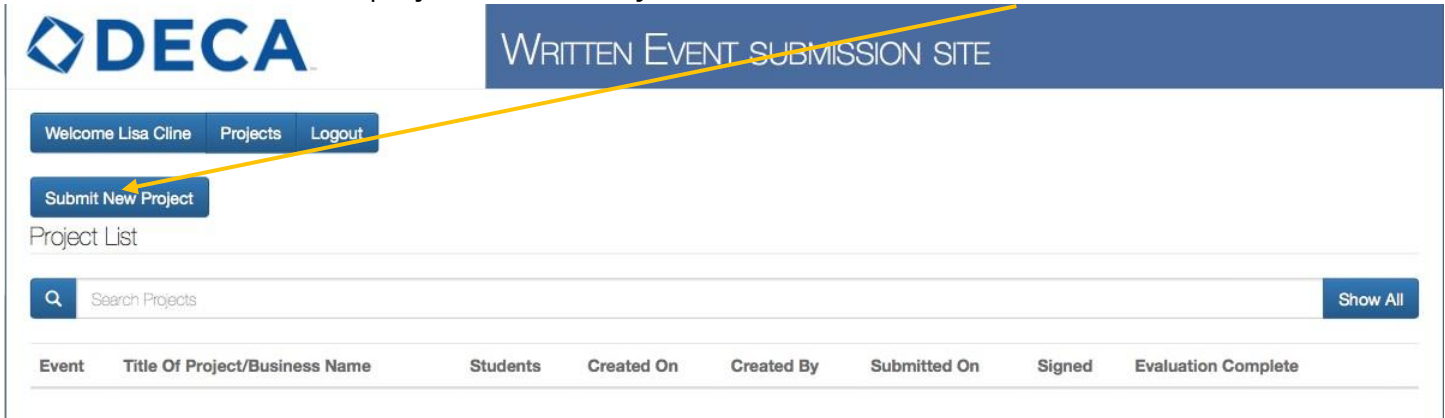 DECA
WRITTEN EVENT SUBMISSION SITE
Welcome Lisa Cline Projects Logout
Submit New Project
Project List
Search Projects Show All
Event Title Of Project/Business Name Students Created On Created By Submitted On Signed Evaluation Complete